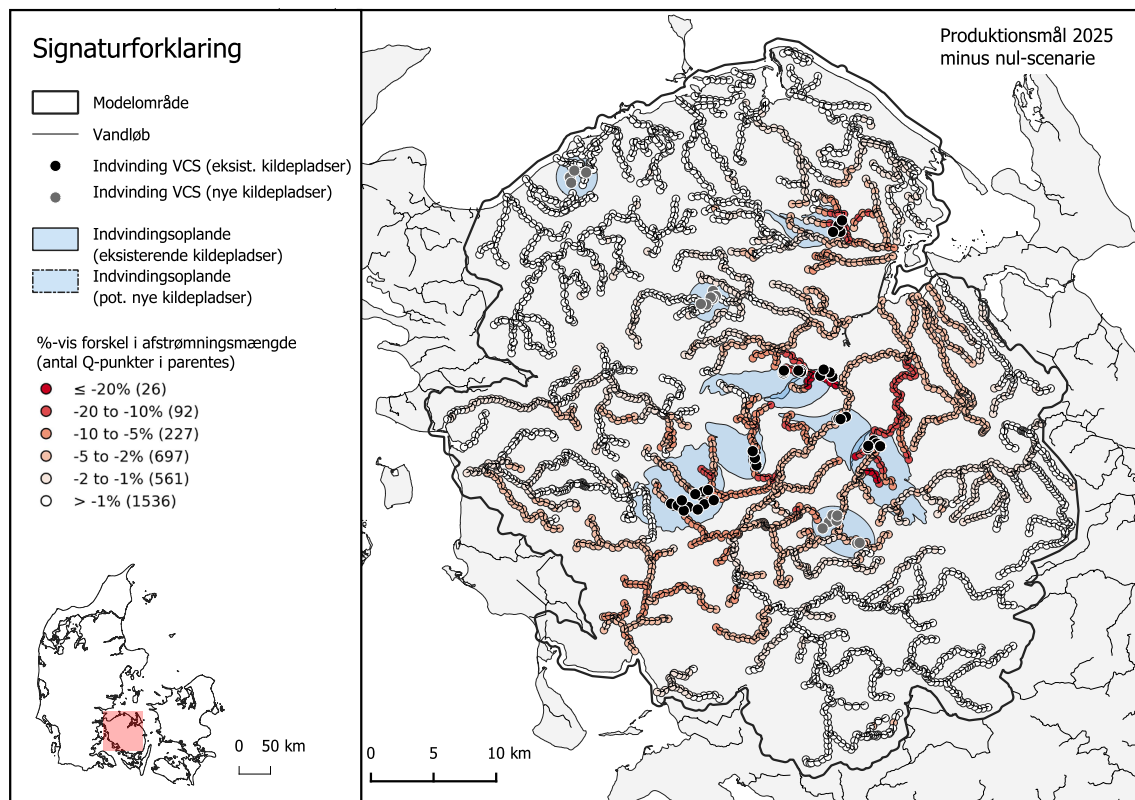 Signaturforklaring
Modelområde
Vandløb
Indvinding VCS (eksist. kildepladser)
Indvinding VCS (nye kildepladser)
Indvindingsoplande
(eksisterende kildepladser)
Indvindingsoplande
(pot. nye kildepladser)
%-vis forskel i afstrømningsmængde
(antal Q-punkter i parentes)
≤ -20% (26)
-20 to -10% (92)
-10 to -5% (227)
-5 to -2% (697)
-2 to -1% (561)
> -1% (1536)
0 50 km
Produktionsmål 2025
minus nul-scenarie
0 5 10 km